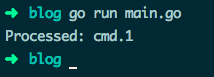 ➜ blog go run main.go
Processed: cmd.1
➜ blog _